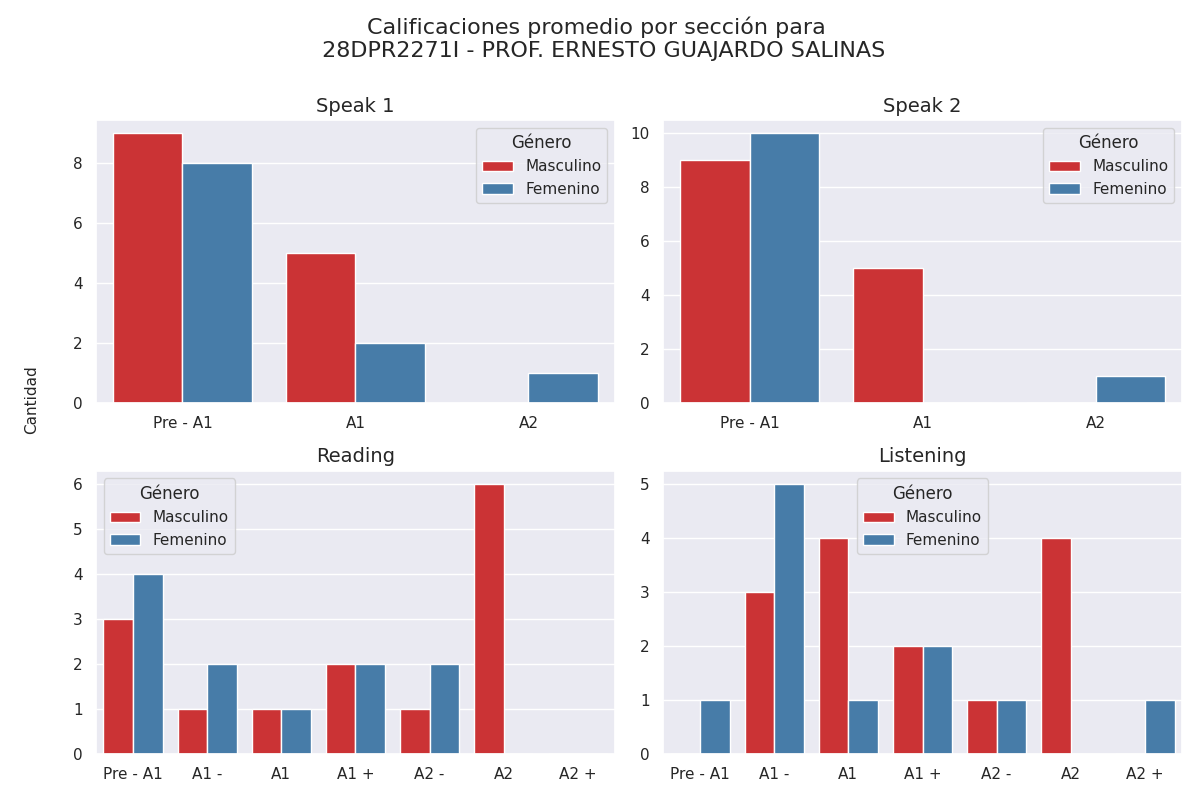 Calificaciones promedio por sección para
28DPR2271I - PROF. ERNESTO GUAJARDO SALINAS
Cantidad
Speak 1
Género
Masculino
Femenino
8
6
4
2
0
Pre - A1 A1 A2
Speak 2
Género
Masculino
Femenino
10
8
6
4
2
0
Pre - A1 A1 A2
Reading
Género
Masculino
Femenino
6
5
4
3
2
1
0
Pre - A1 A1 - A1 A1 + A2 - A2 A2 +
Listening
Género
Masculino
Femenino
5
4
3
2
1
0
Pre - A1 A1 - A1 A1 + A2 - A2 A2 +